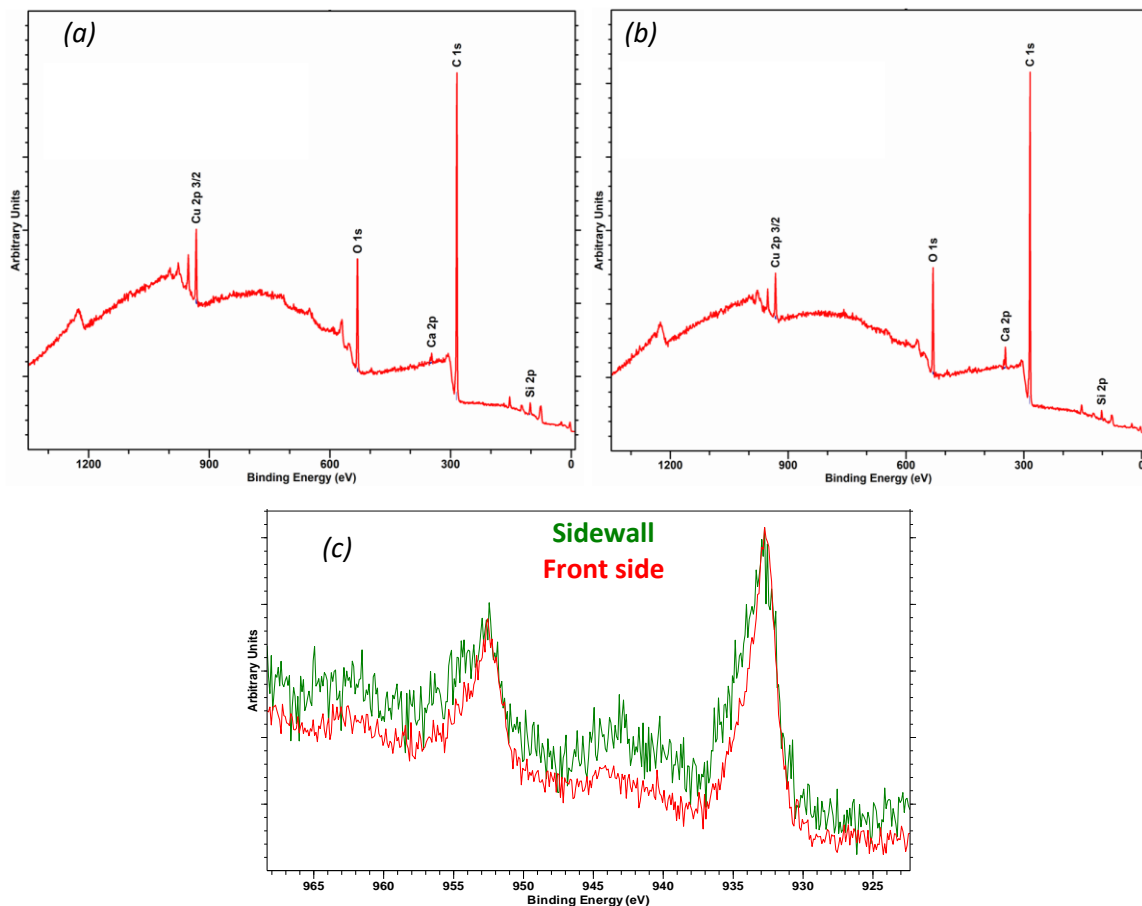 (a)
C 1s
Cu 2p 3/2
O 1s
Ca 2p
Si 2p
Arbitrary Units
1200 900 600 300 0
Binding Energy (eV)
(b)
C 1s
Cu 2p 3/2
O 1s
Ca 2p
Si 2p
Arbitrary Units
1200 900 600 300 0
Binding Energy (eV)
(c)
Sidewall
Front side
Arbitrary Units
965 960 955 950 945 940 935 930 925
Binding Energy (eV)